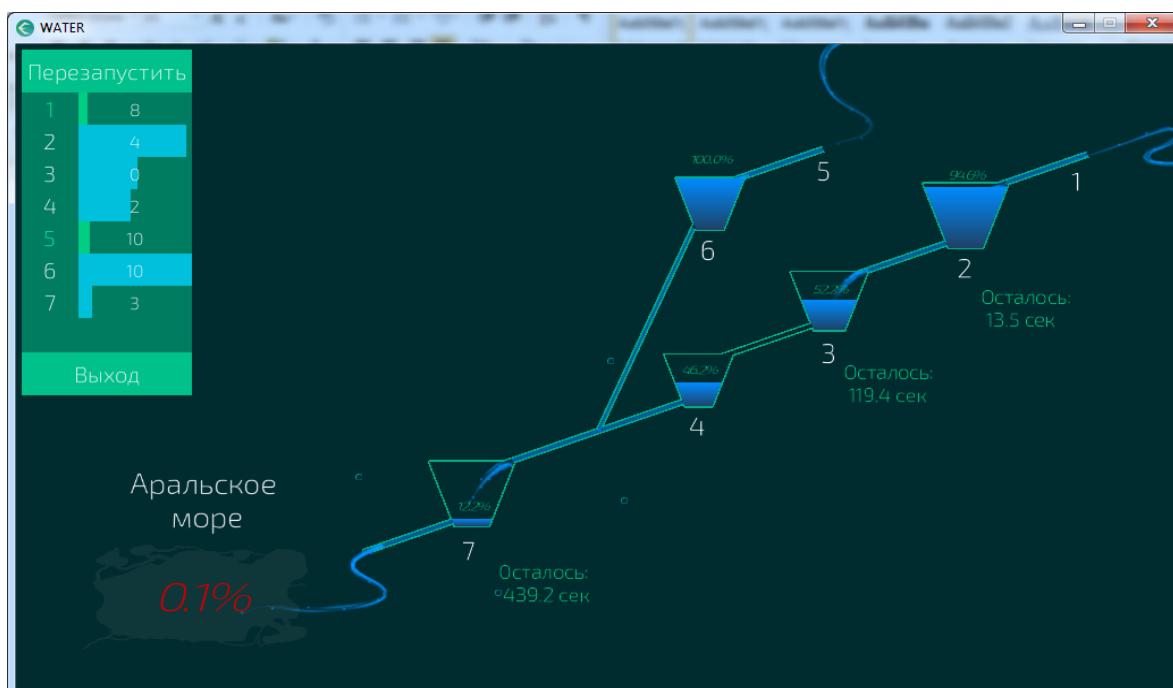 WATER
Перезапустить
1 8
2 4
3 0
4 2
5 10
6 10
7 3
Выход
100.0%
5
94.6%
1
6
2
52.2%
Осталось:
13.5 сек
3
46.2%
Осталось:
119.4 сек
4
Аральское
море
12.2%
7
Осталось:
439.2 сек
0.1%